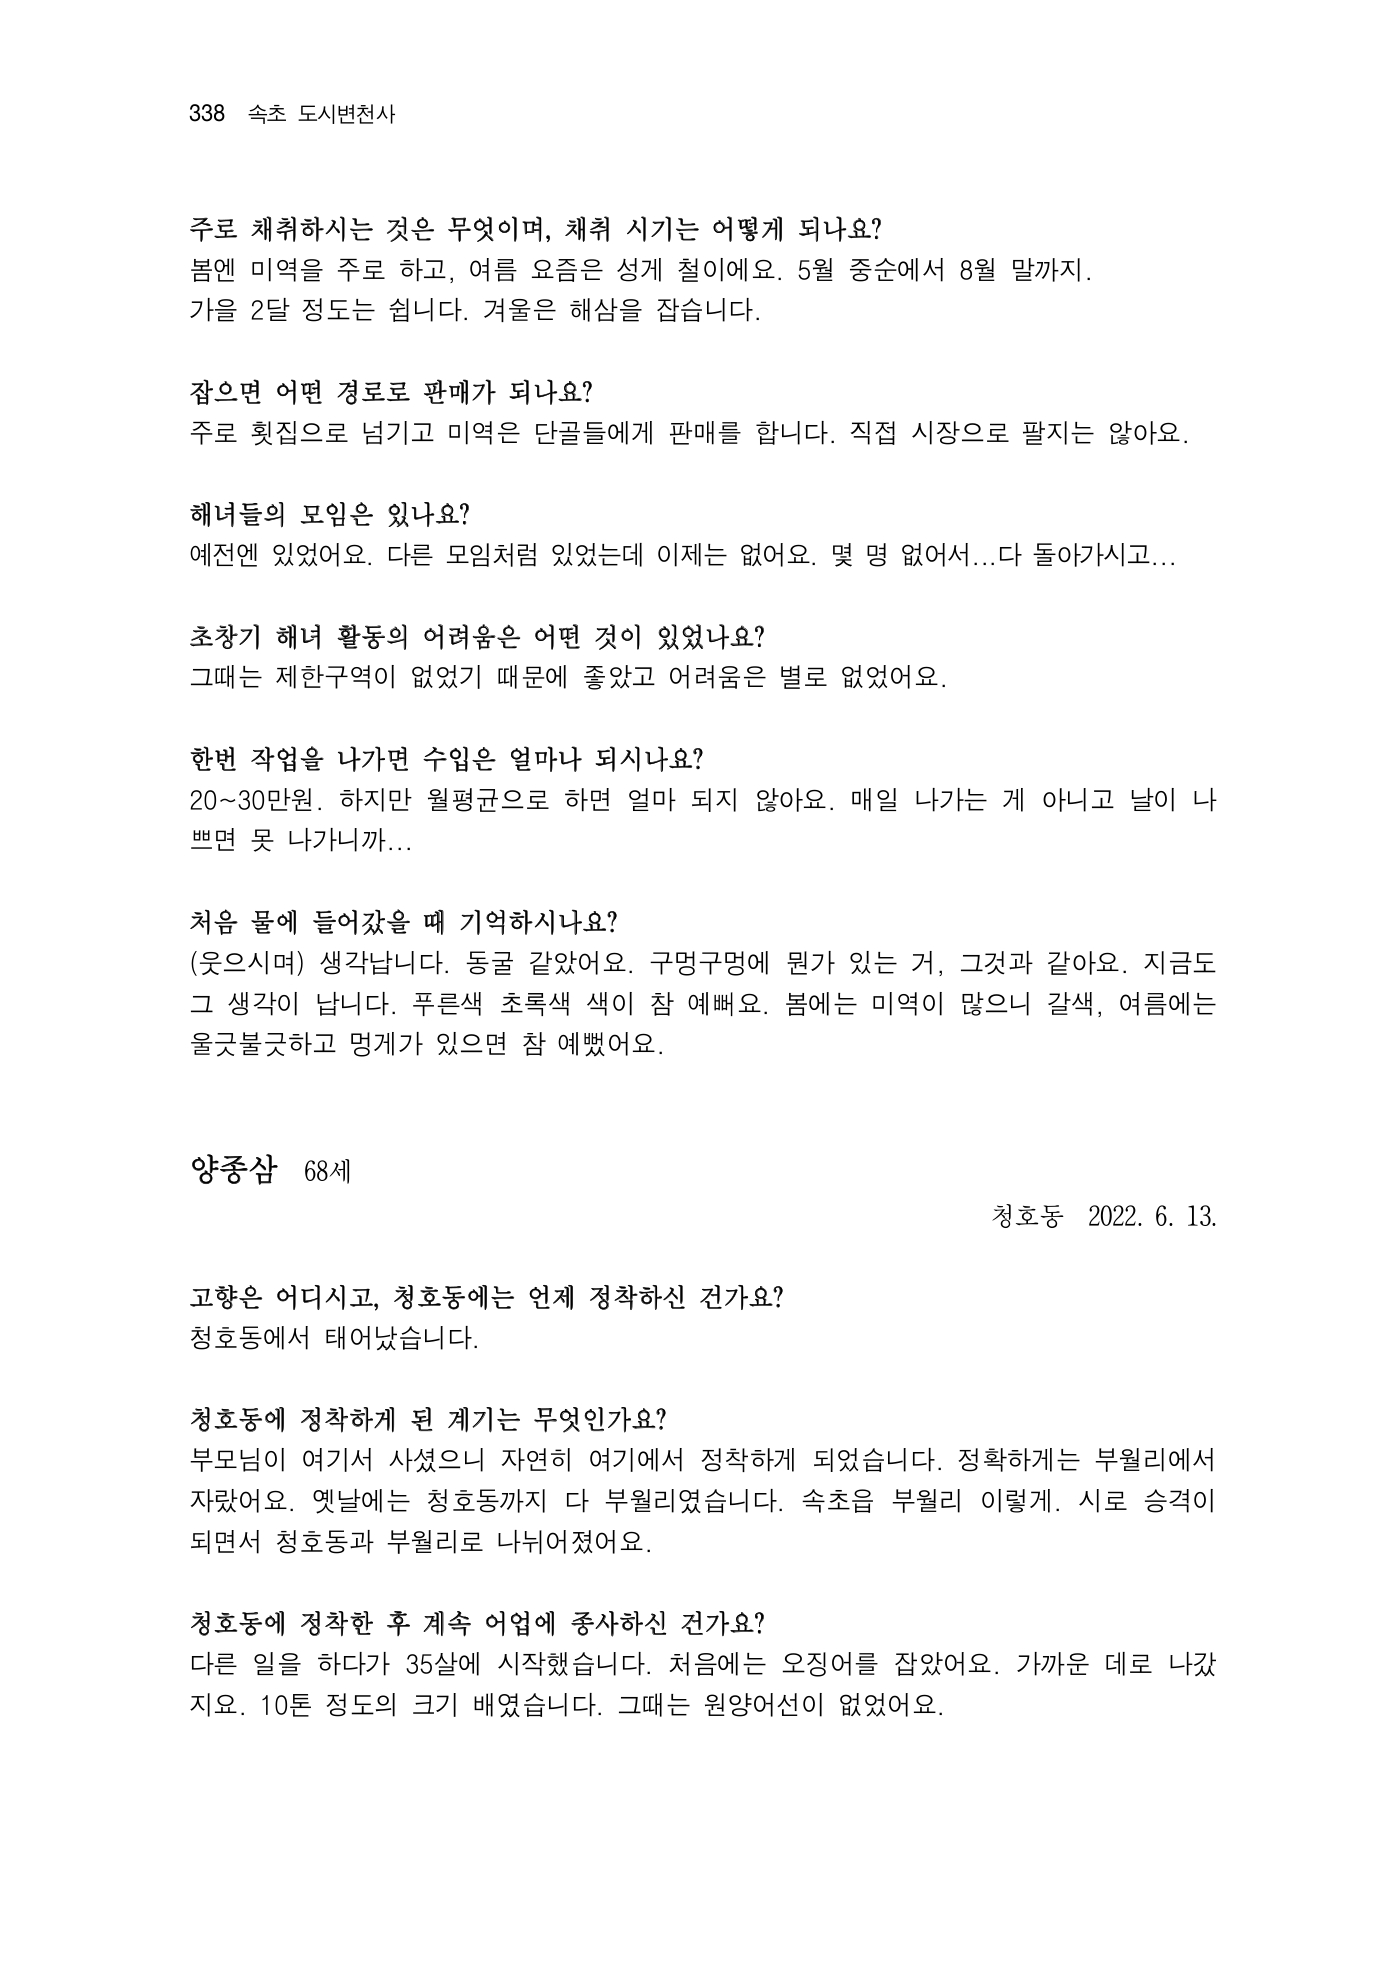 338 속초 도시변천사
주로 채취하시는 것은 무엇이며, 채취 시기는 어떻게 되나요?
봄엔 미역을 주로 하고, 여름 요즘은 성게 철이에요. 5월 중순에서 8월 말까지.
가을 2달 정도는 쉽니다. 겨울은 해삼을 잡습니다.
잡으면 어떤 경로로 판매가 되나요?
주로 횟집으로 넘기고 미역은 단골들에게 판매를 합니다. 직접 시장으로 팔지는 않아요.
해녀들의 모임은 있나요?
예전엔 있었어요. 다른 모임처럼 있었는데 이제는 없어요. 몇 명 없어서...다 돌아가시고...
초창기 해녀 활동의 어려움은 어떤 것이 있었나요?
그때는 제한구역이 없었기 때문에 좋았고 어려움은 별로 없었어요.
한번 작업을 나가면 수입은 얼마나 되시나요?
20~30만원. 하지만 월평균으로 하면 얼마 되지 않아요. 매일 나가는 게 아니고 날이 나
쁘면 못 나가니까...
처음 물에 들어갔을 때 기억하시나요?
(웃으시며) 생각납니다. 동굴 같았어요. 구멍구멍에 뭔가 있는 거, 그것과 같아요. 지금도
그 생각이 납니다. 푸른색 초록색 색이 참 예뻐요. 봄에는 미역이 많으니 갈색, 여름에는
울긋불긋하고 멍게가 있으면 참 예뻤어요.
양종삼 68세
청호동 2022. 6. 13.
고향은 어디시고, 청호동에는 언제 정착하신 건가요?
청호동에서 태어났습니다.
청호동에 정착하게 된 계기는 무엇인가요?
부모님이 여기서 사셨으니 자연히 여기에서 정착하게 되었습니다. 정확하게는 부월리에서
자랐어요. 옛날에는 청호동까지 다 부월리였습니다. 속초읍 부월리 이렇게. 시로 승격이
되면서 청호동과 부월리로 나뉘어졌어요.
청호동에 정착한 후 계속 어업에 종사하신 건가요?
다른 일을 하다가 35살에 시작했습니다. 처음에는 오징어를 잡았어요. 가까운 데로 나갔
지요. 10톤 정도의 크기 배였습니다. 그때는 원양어선이 없었어요.